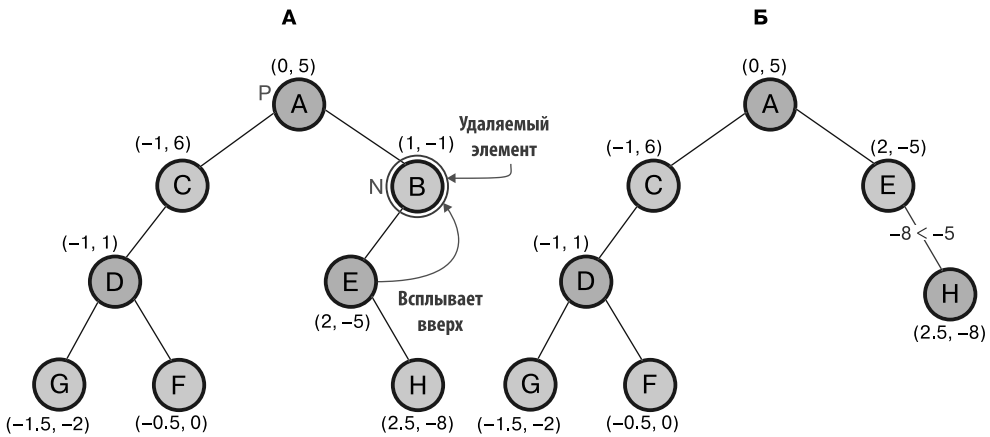 А
(0, 5)
P
A
(−1, 6)
C
(1, −1)
N
B
Удаляемый
элемент
(−1, 1)
D
E
(2, −5)
Всплывает
вверх
G
(−1.5, −2)
F
(−0.5, 0)
H
(2.5, −8)
Б
(0, 5)
A
(−1, 6)
C
(2, −5)
E
−8 < −5
(−1, 1)
D
H
(2.5, −8)
G
(−1.5, −2)
F
(−0.5, 0)